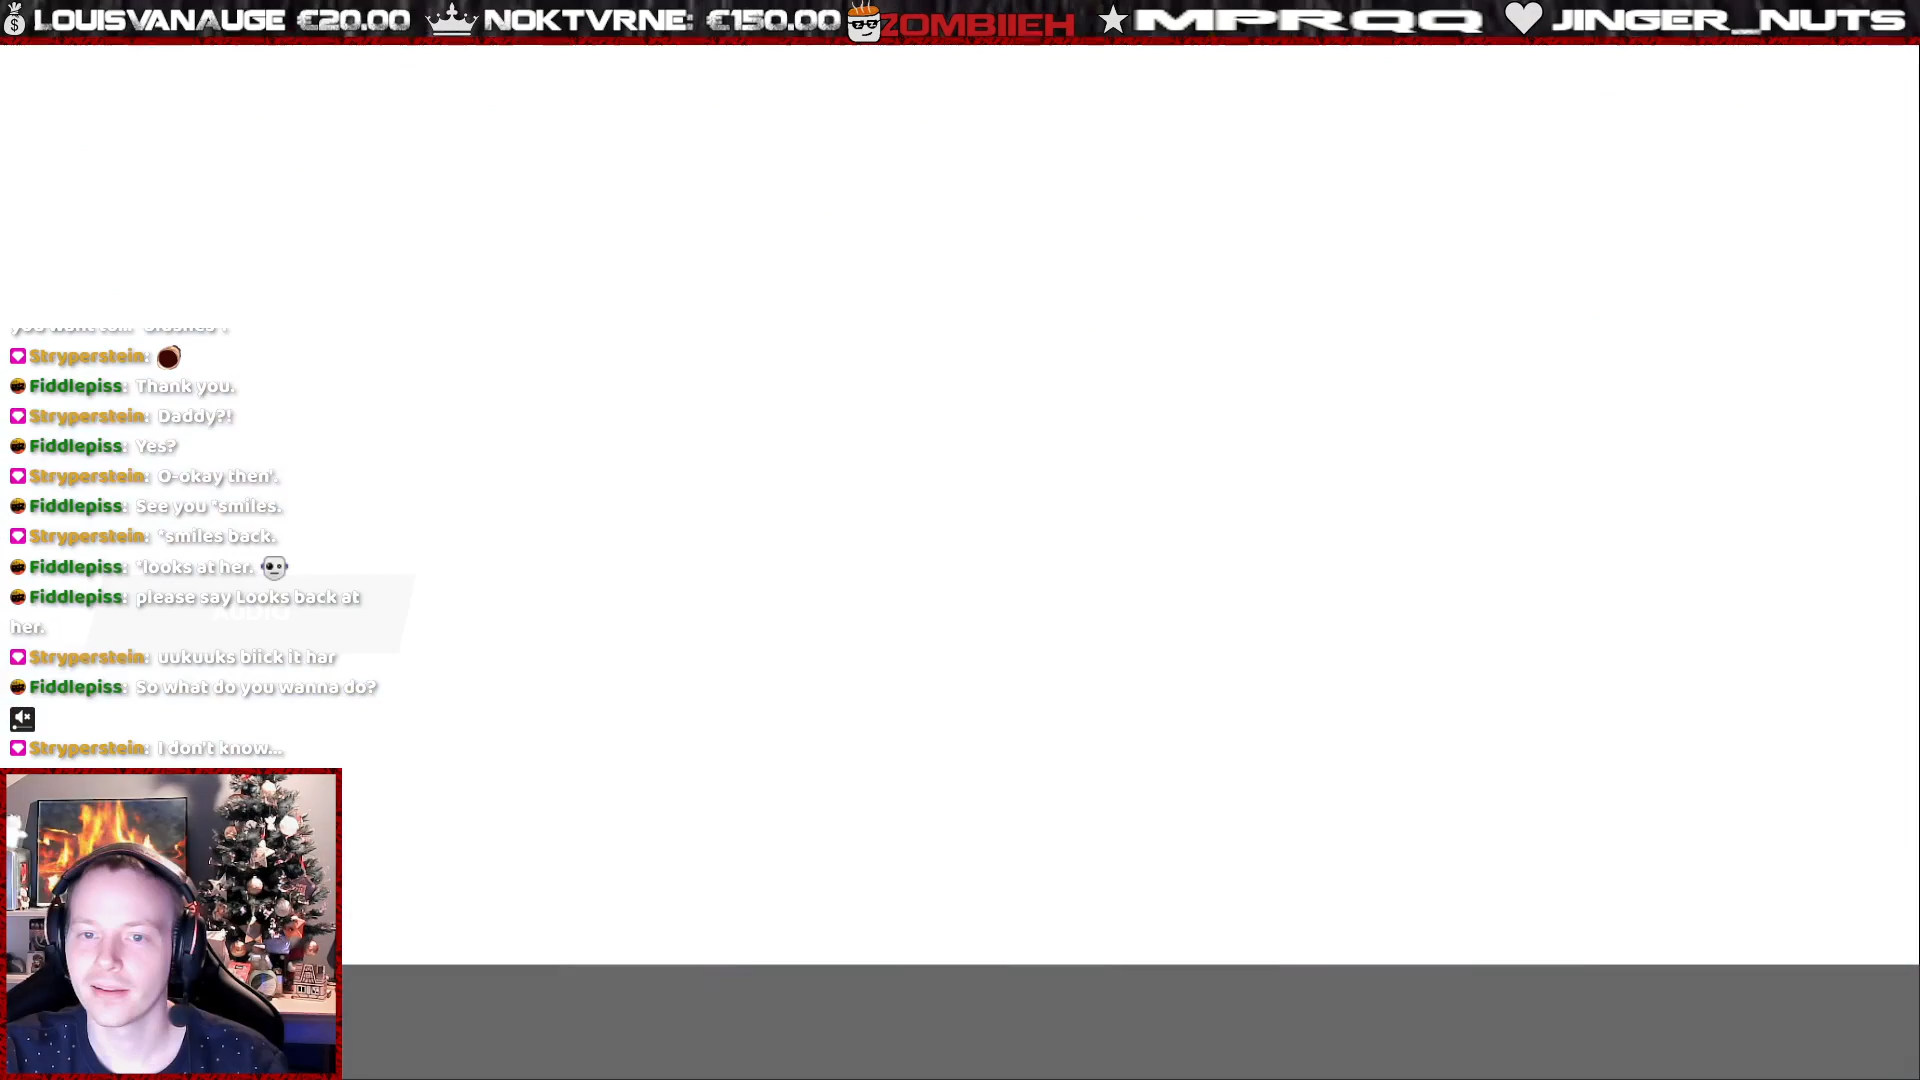 LOUISVANAUGE €20.00 NOKTVRNE: €150.00 ZOMBIIEH MPRQQ JINGER_NUTS
Stryperstein:
Fiddlepiss: Thank you.
Stryperstein: Daddy?!
Fiddlepiss: Yes?
Stryperstein: O-okay then'.
Fiddlepiss: See you *smiles.
Stryperstein: *smiles back.
Fiddlepiss: *looks at her.
Fiddlepiss: please say Looks back at
her.
AUDIO
Stryperstein: uukuuks biick it har
Fiddlepiss: So what do you wanna do?
Stryperstein: I don't know...